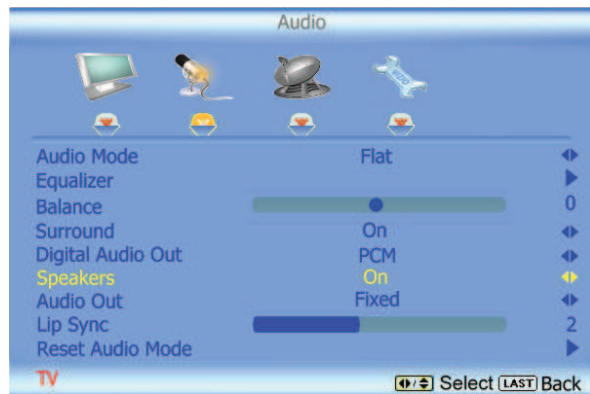 Audio
VIZIO
Audio Mode Flat
Equalizer
Balance 0
Surround On
Digital Audio Out PCM
Speakers On
Audio Out Fixed
Lip Sync 2
Reset Audio Mode
TV Select LAST Back